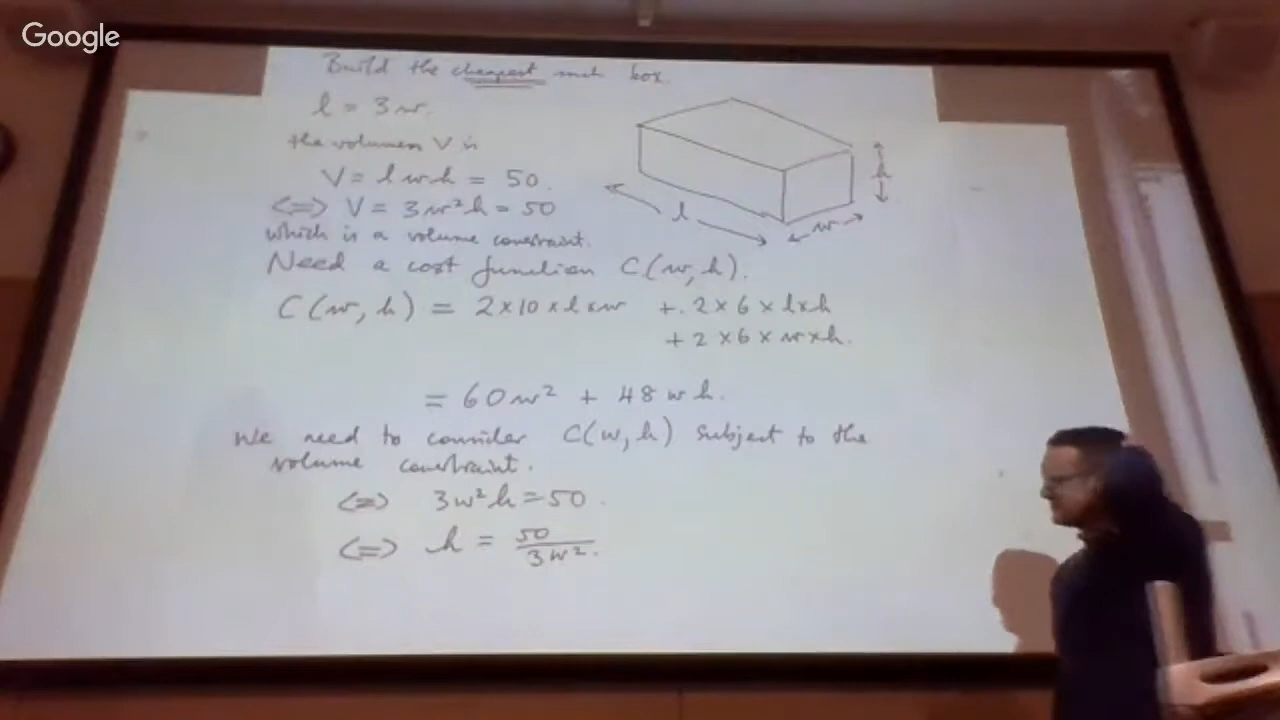 Google
Build the cheapest such box.
l = 3w.
the volume V is
V = lwh = 50.
<=> V = 3w²h = 50
which is a volume constraint.
Need a cost function C(w,h).
C(w,h) = 2×10×l×w + 2×6×l×h
+ 2×6×w×h.
= 60w² + 48wh.
We need to consider C(w,h) subject to the
volume constraint.
<=> 3w²h = 50.
<=> h = 50/3w².
l
w
h